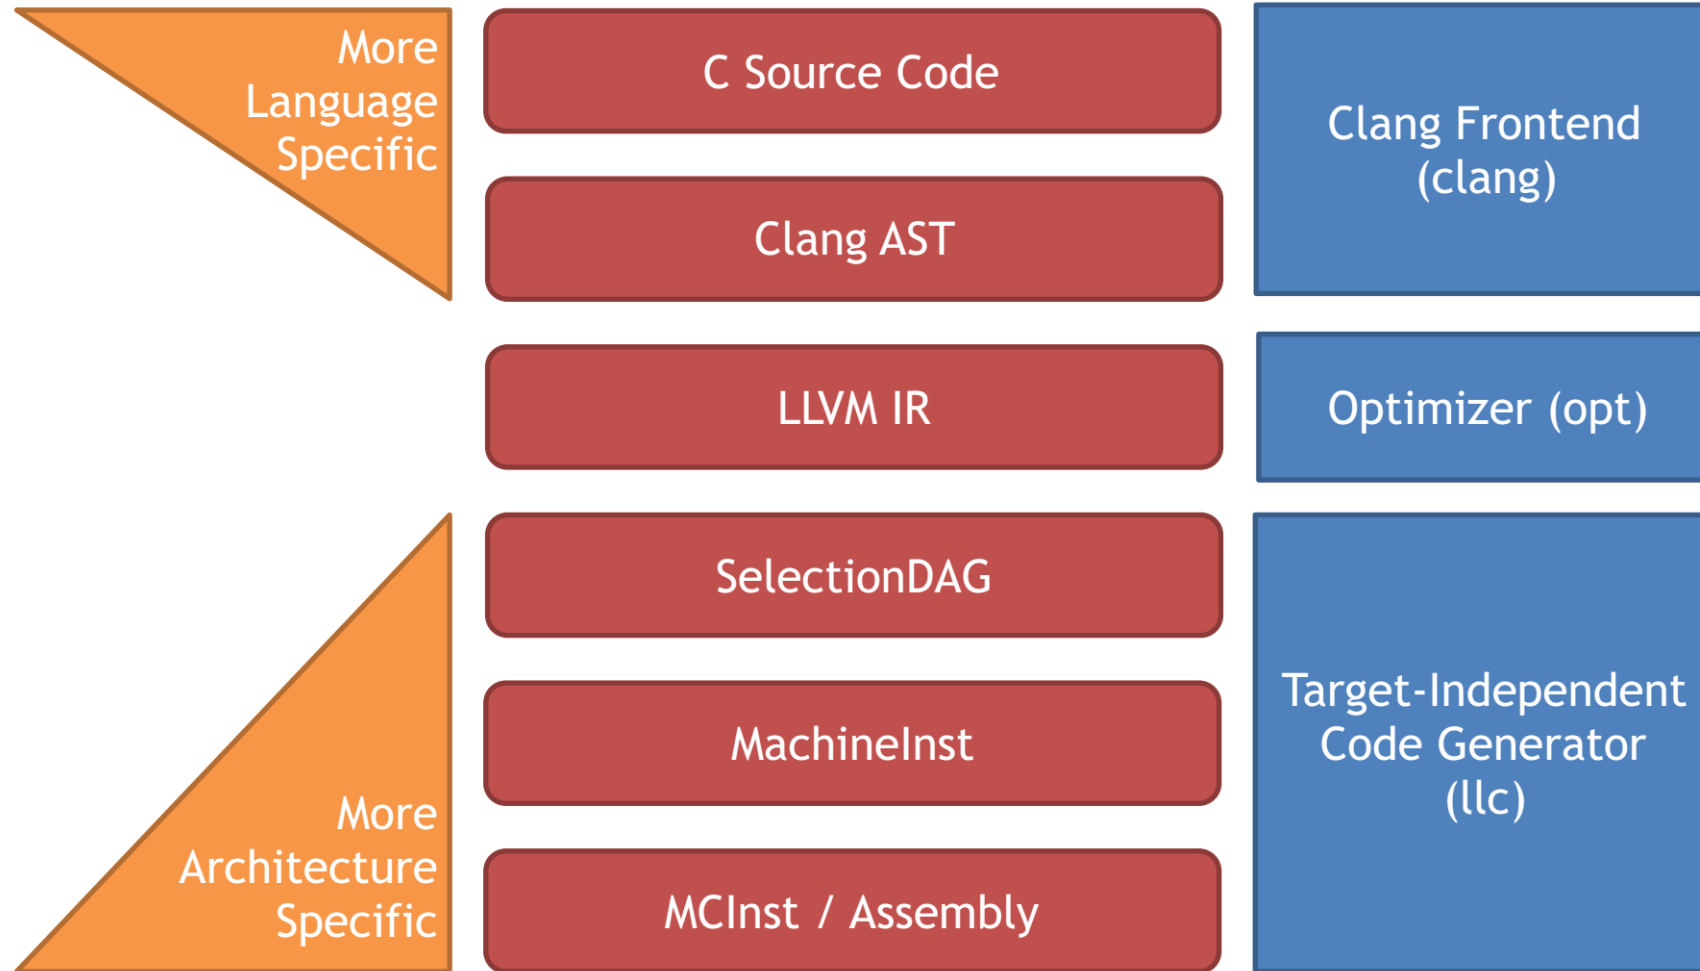 More
Language
Specific
C Source Code
Clang AST
Clang Frontend
(clang)
LLVM IR
Optimizer (opt)
SelectionDAG
MachineInst
MCInst / Assembly
More
Architecture
Specific
Target-Independent
Code Generator
(llc)